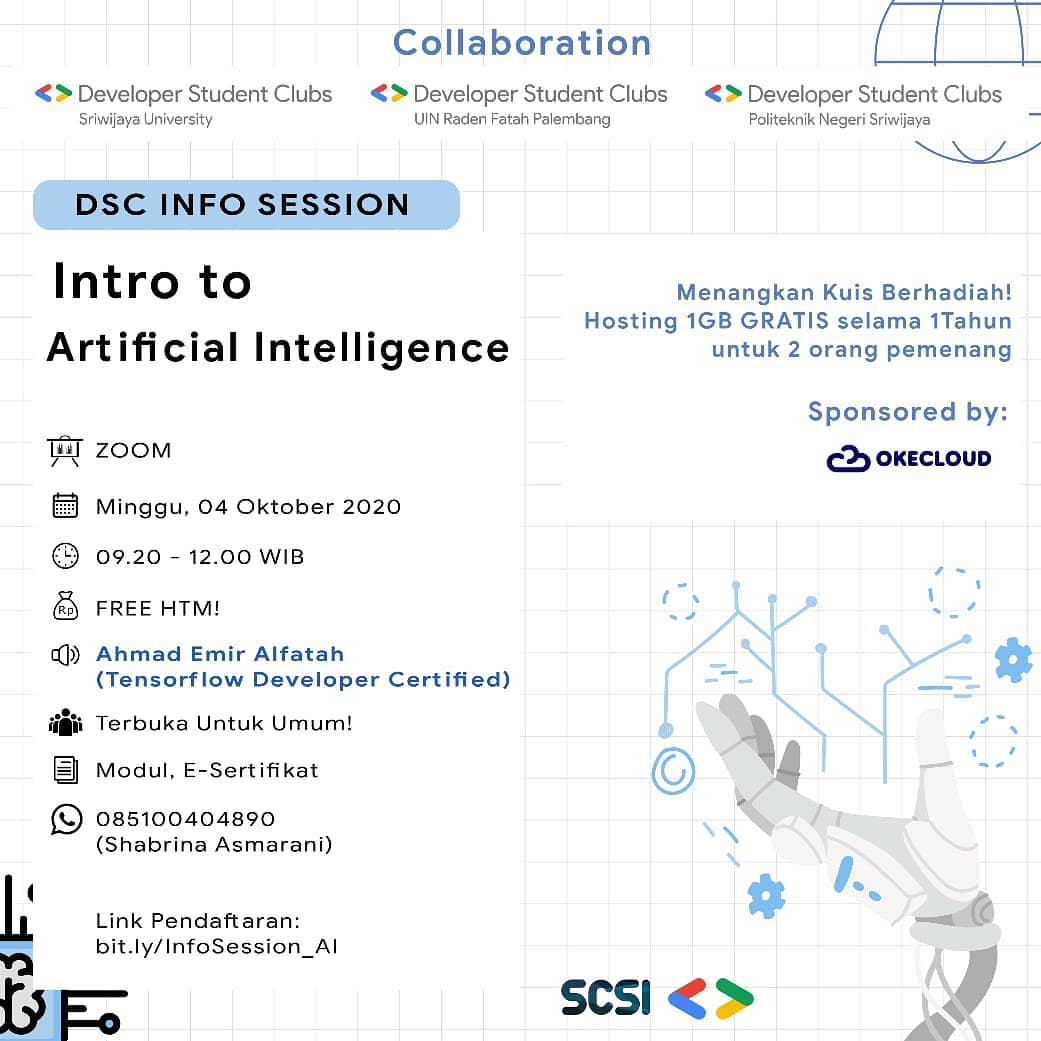 Collaboration
Developer Student Clubs
Sriwijaya University
Developer Student Clubs
UIN Raden Fatah Palembang
Developer Student Clubs
Politeknik Negeri Sriwijaya
DSC INFO SESSION
Intro to
Artificial Intelligence
ZOOM
Minggu, 04 Oktober 2020
09.20 - 12.00 WIB
Rp
FREE HTM!
Ahmad Emir Alfatah
(Tensorflow Developer Certified)
Terbuka Untuk Umum!
Modul, E-Sertifikat
085100404890
(Shabrina Asmarani)
Link Pendaftaran:
bit.ly/InfoSession_AI
Menangkan Kuis Berhadiah!
Hosting 1GB GRATIS selama 1Tahun
untuk 2 orang pemenang
Sponsored by:
OKECLOUD
SCSI